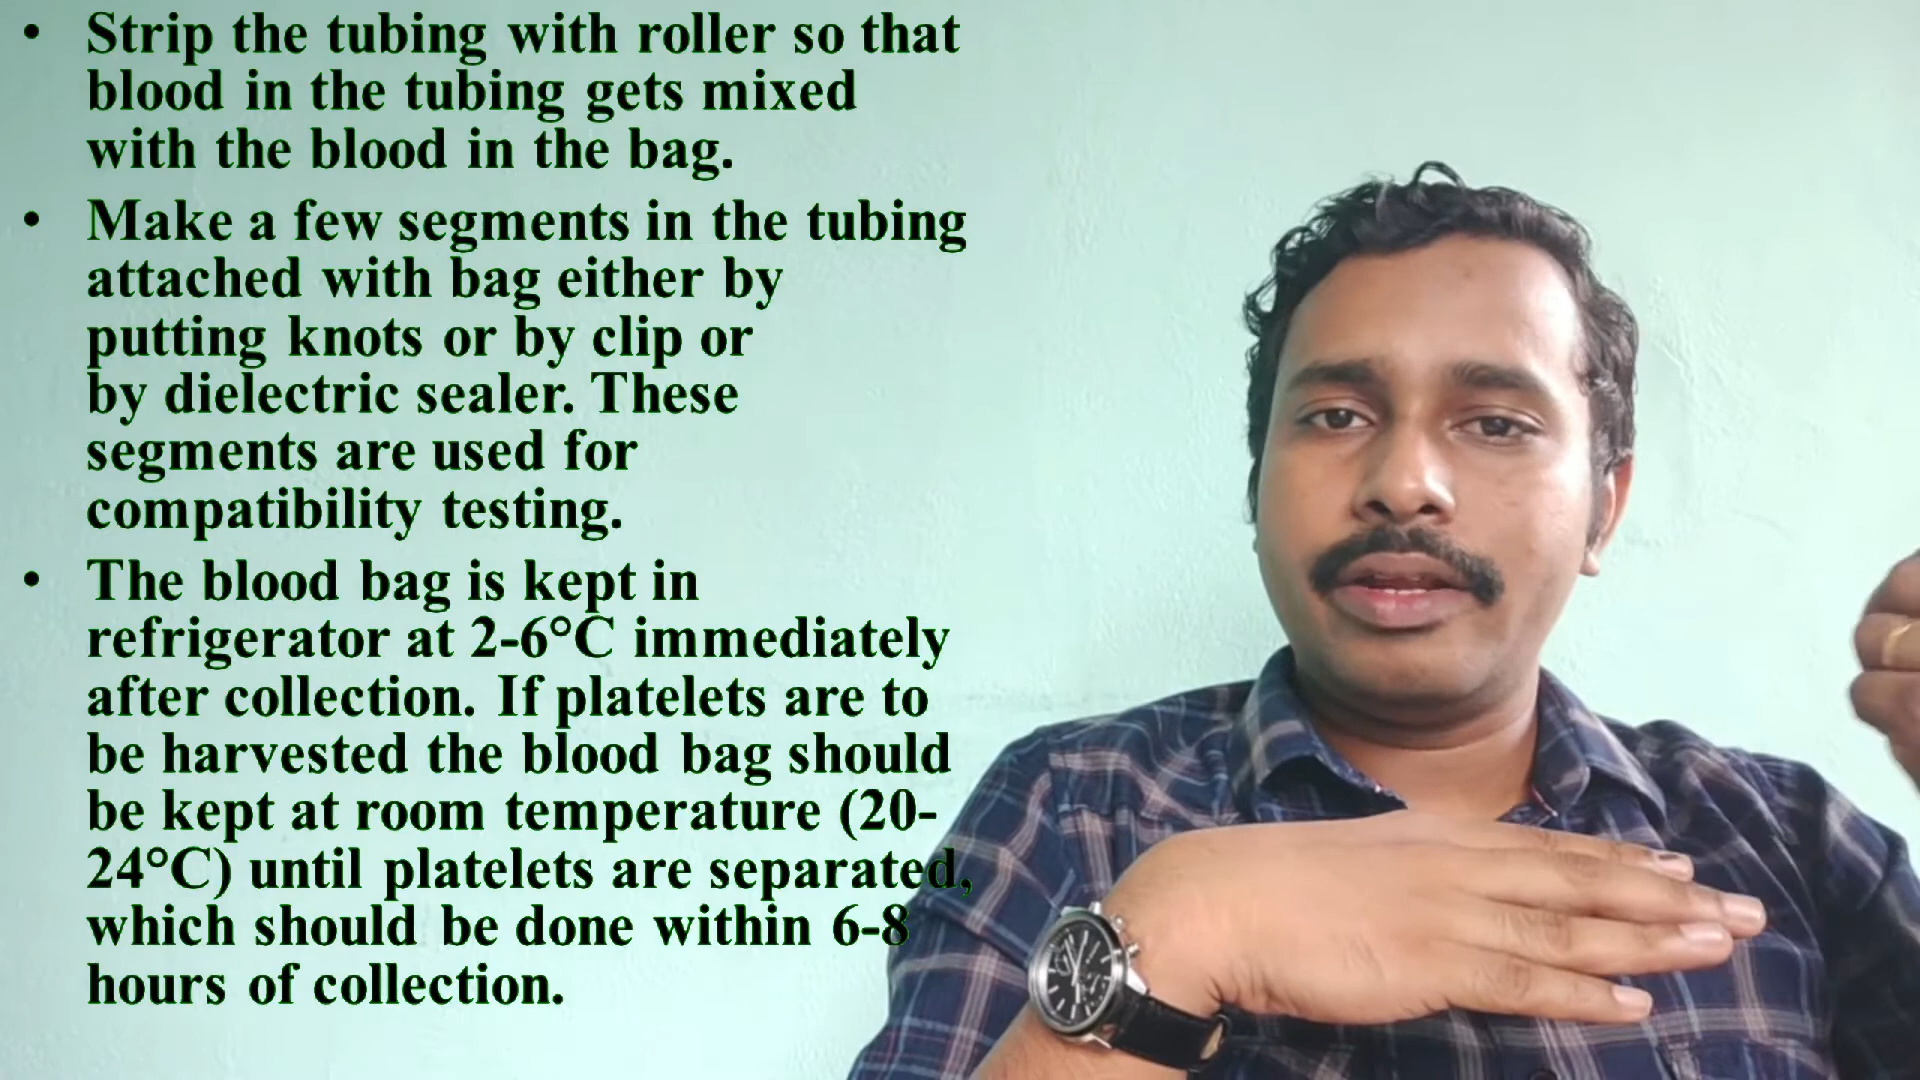 • Strip the tubing with roller so that
blood in the tubing gets mixed
with the blood in the bag.
• Make a few segments in the tubing
attached with bag either by
putting knots or by clip or
by dielectric sealer. These
segments are used for
compatibility testing.
• The blood bag is kept in
refrigerator at 2-6°C immediately
after collection. If platelets are to
be harvested the blood bag should
be kept at room temperature (20-
24°C) until platelets are separated,
which should be done within 6-8
hours of collection.